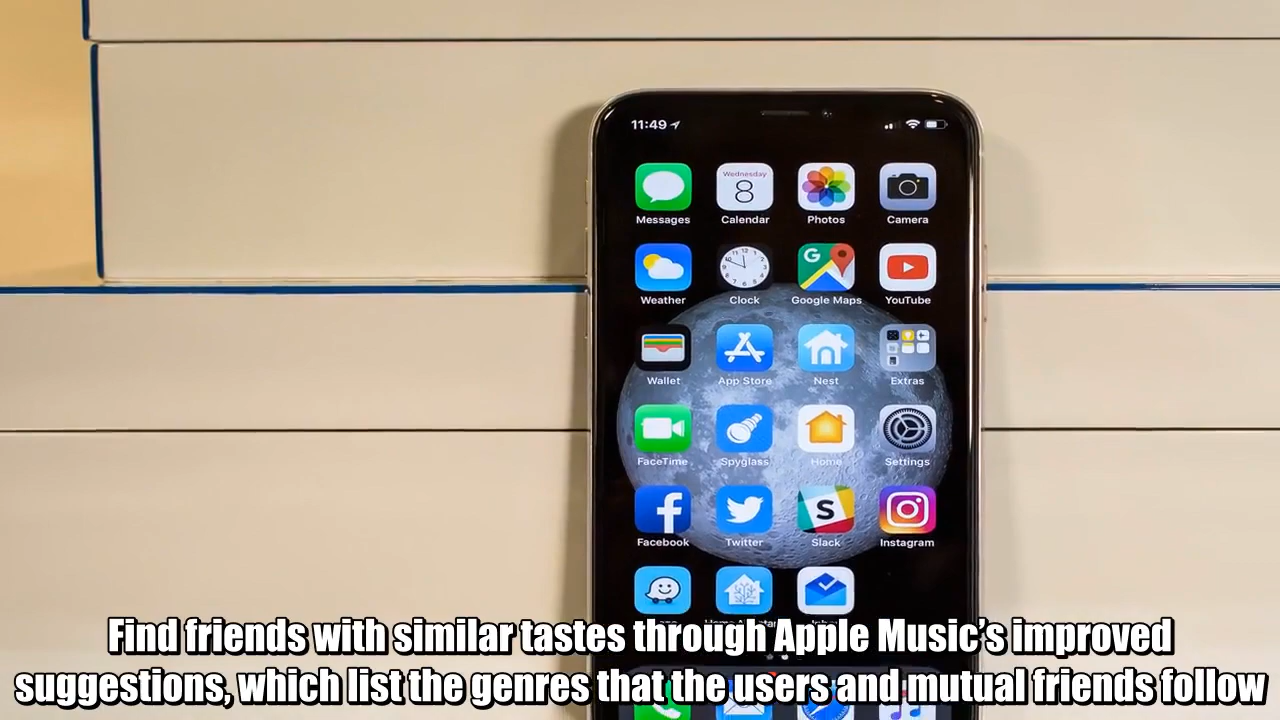 11:49
Wednesday
8
Messages Calendar Photos Camera
12
Weather Clock Google Maps YouTube
Wallet App Store Nest Extras
FaceTime Spyglass Home Settings
S
Facebook Twitter Slack Instagram
Find friends with similar tastes through Apple Music's improved
suggestions, which list the genres that the users and mutual friends follow